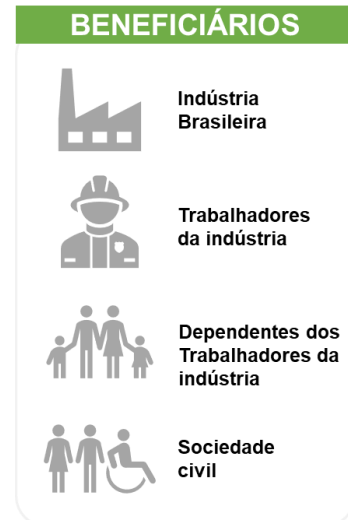 BENEFICIÁRIOS
Indústria
Brasileira
Trabalhadores
da indústria
Dependentes dos
Trabalhadores da
indústria
Sociedade
civil